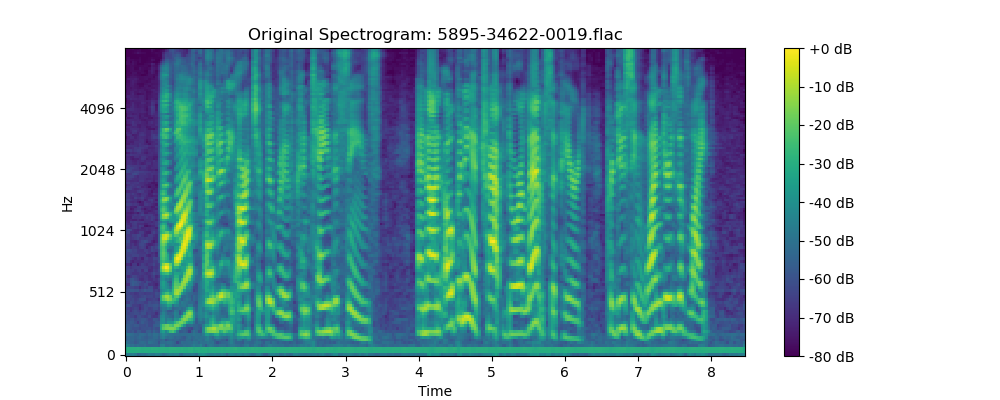 Original Spectrogram: 5895-34622-0019.flac
Hz
4096
2048
1024
512
0
0 1 2 3 4 5 6 7 8
Time
+0 dB
-10 dB
-20 dB
-30 dB
-40 dB
-50 dB
-60 dB
-70 dB
-80 dB